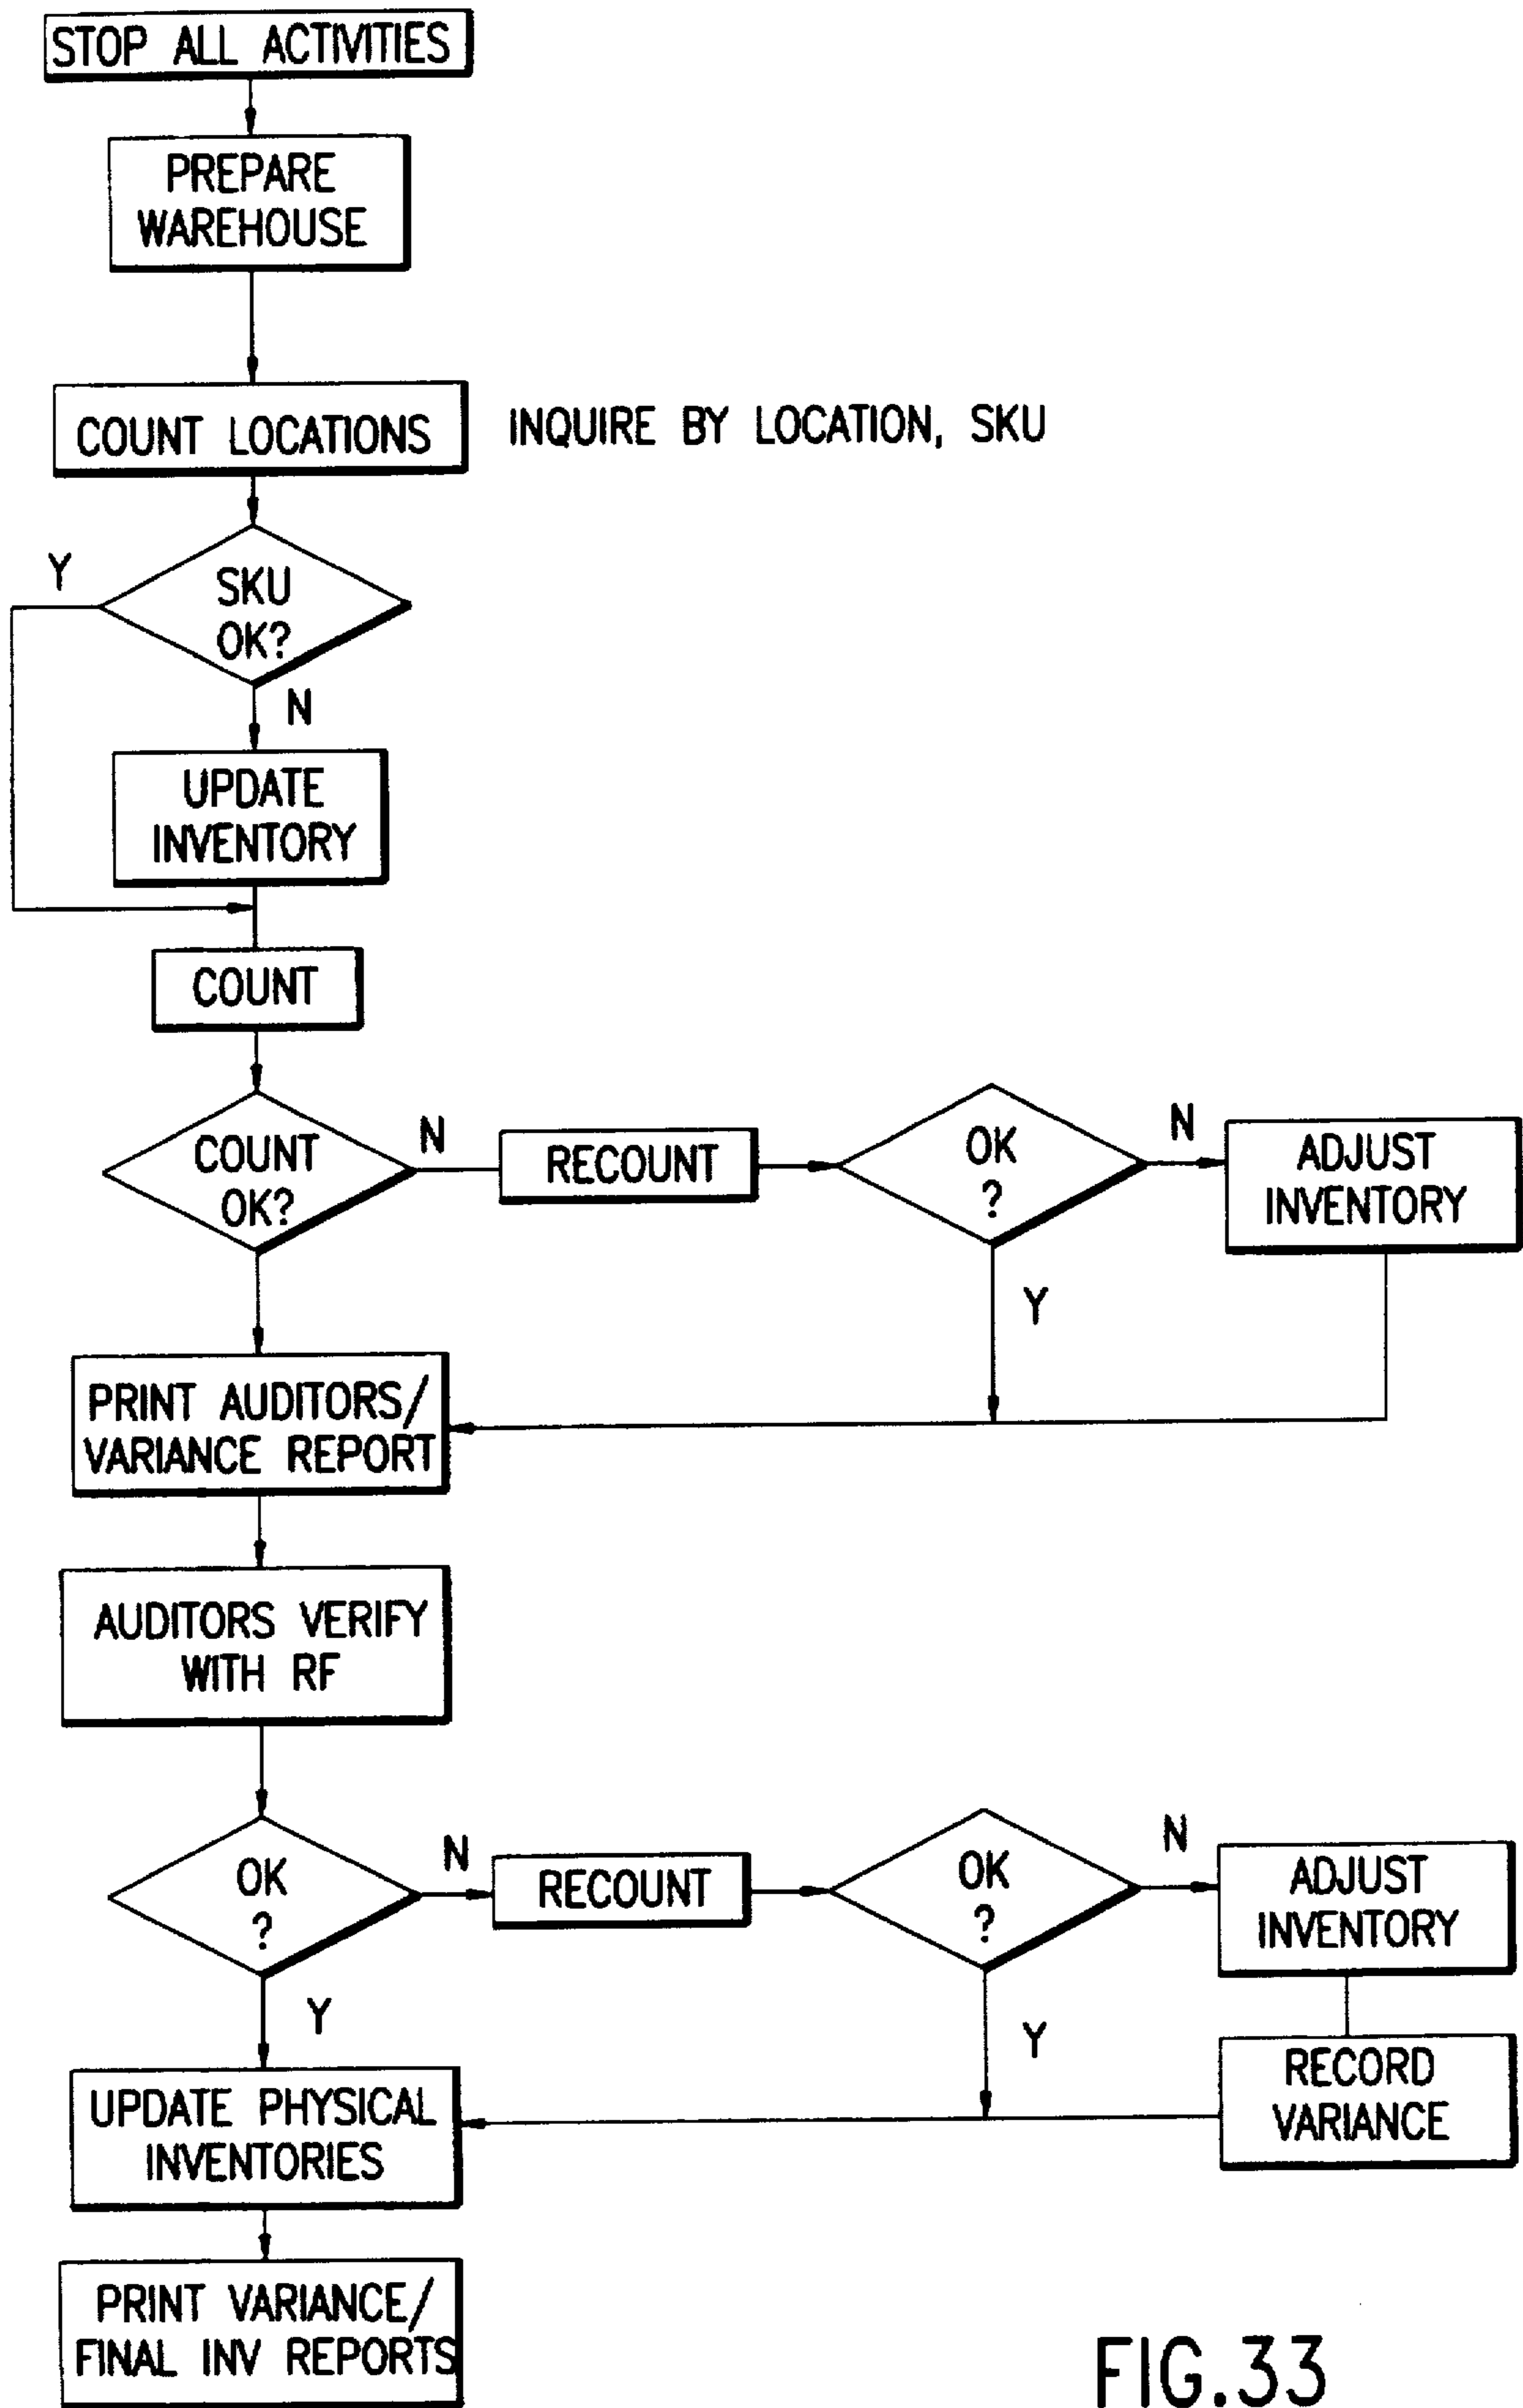 STOP ALL ACTIVITIES
PREPARE
WAREHOUSE
COUNT LOCATIONS
INQUIRE BY LOCATION, SKU
Y
SKU
OK?
N
UPDATE
INVENTORY
COUNT
COUNT
OK?
N
RECOUNT
OK
?
N
ADJUST
INVENTORY
Y
PRINT AUDITORS/
VARIANCE REPORT
AUDITORS VERIFY
WITH RF
OK
?
N
RECOUNT
OK
?
N
ADJUST
INVENTORY
Y
Y
RECORD
VARIANCE
UPDATE PHYSICAL
INVENTORIES
PRINT VARIANCE/
FINAL INV REPORTS
FIG.33